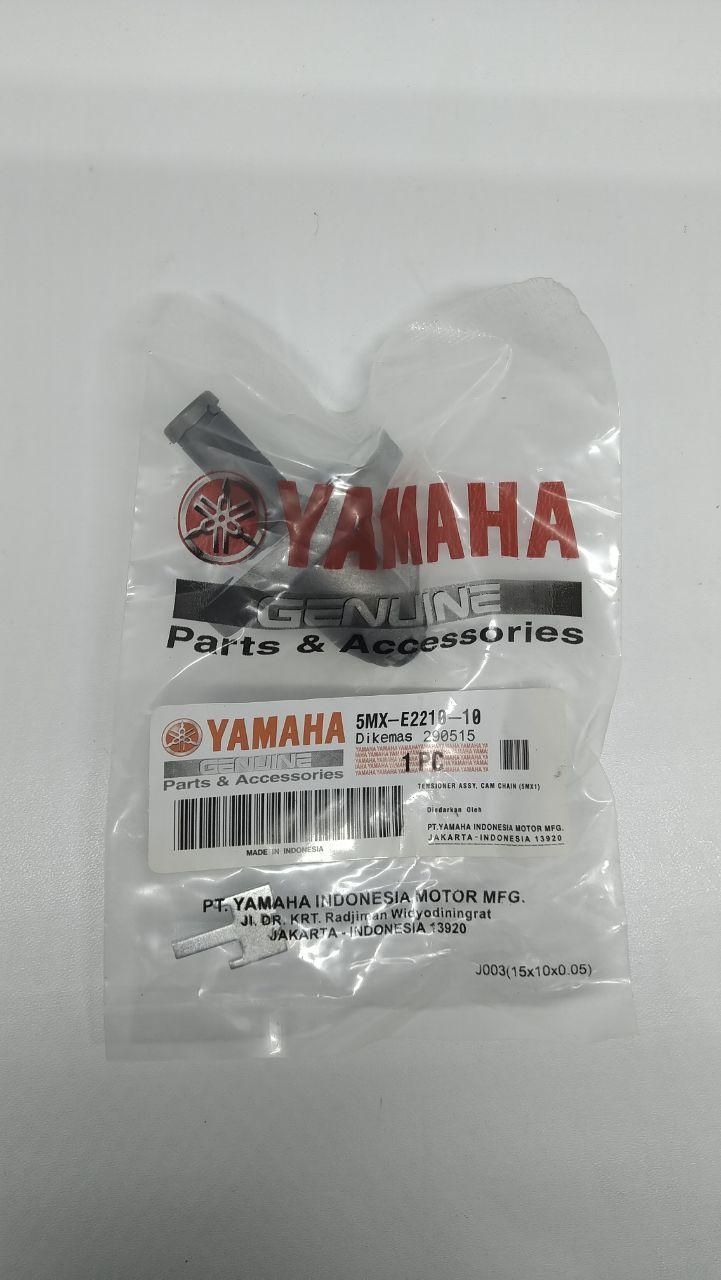 YAMAHA
GENUINE
Parts & Accessories
YAMAHA
GENUINE
Parts & Accessories
5MX-E2210-10
Dikemas 290515
1 PC
TENSIONER ASSY, CAM CHAIN (5MX1)
Diedarkan Oleh
PT.YAMAHA INDONESIA MOTOR MFG.
JAKARTA - INDONESIA 13920
MADE IN INDONESIA
PT. YAMAHA INDONESIA MOTOR MFG.
Jl. DR. KRT. Radjiman Widyodiningrat
JAKARTA - INDONESIA 13920
J003(15x10x0.05)